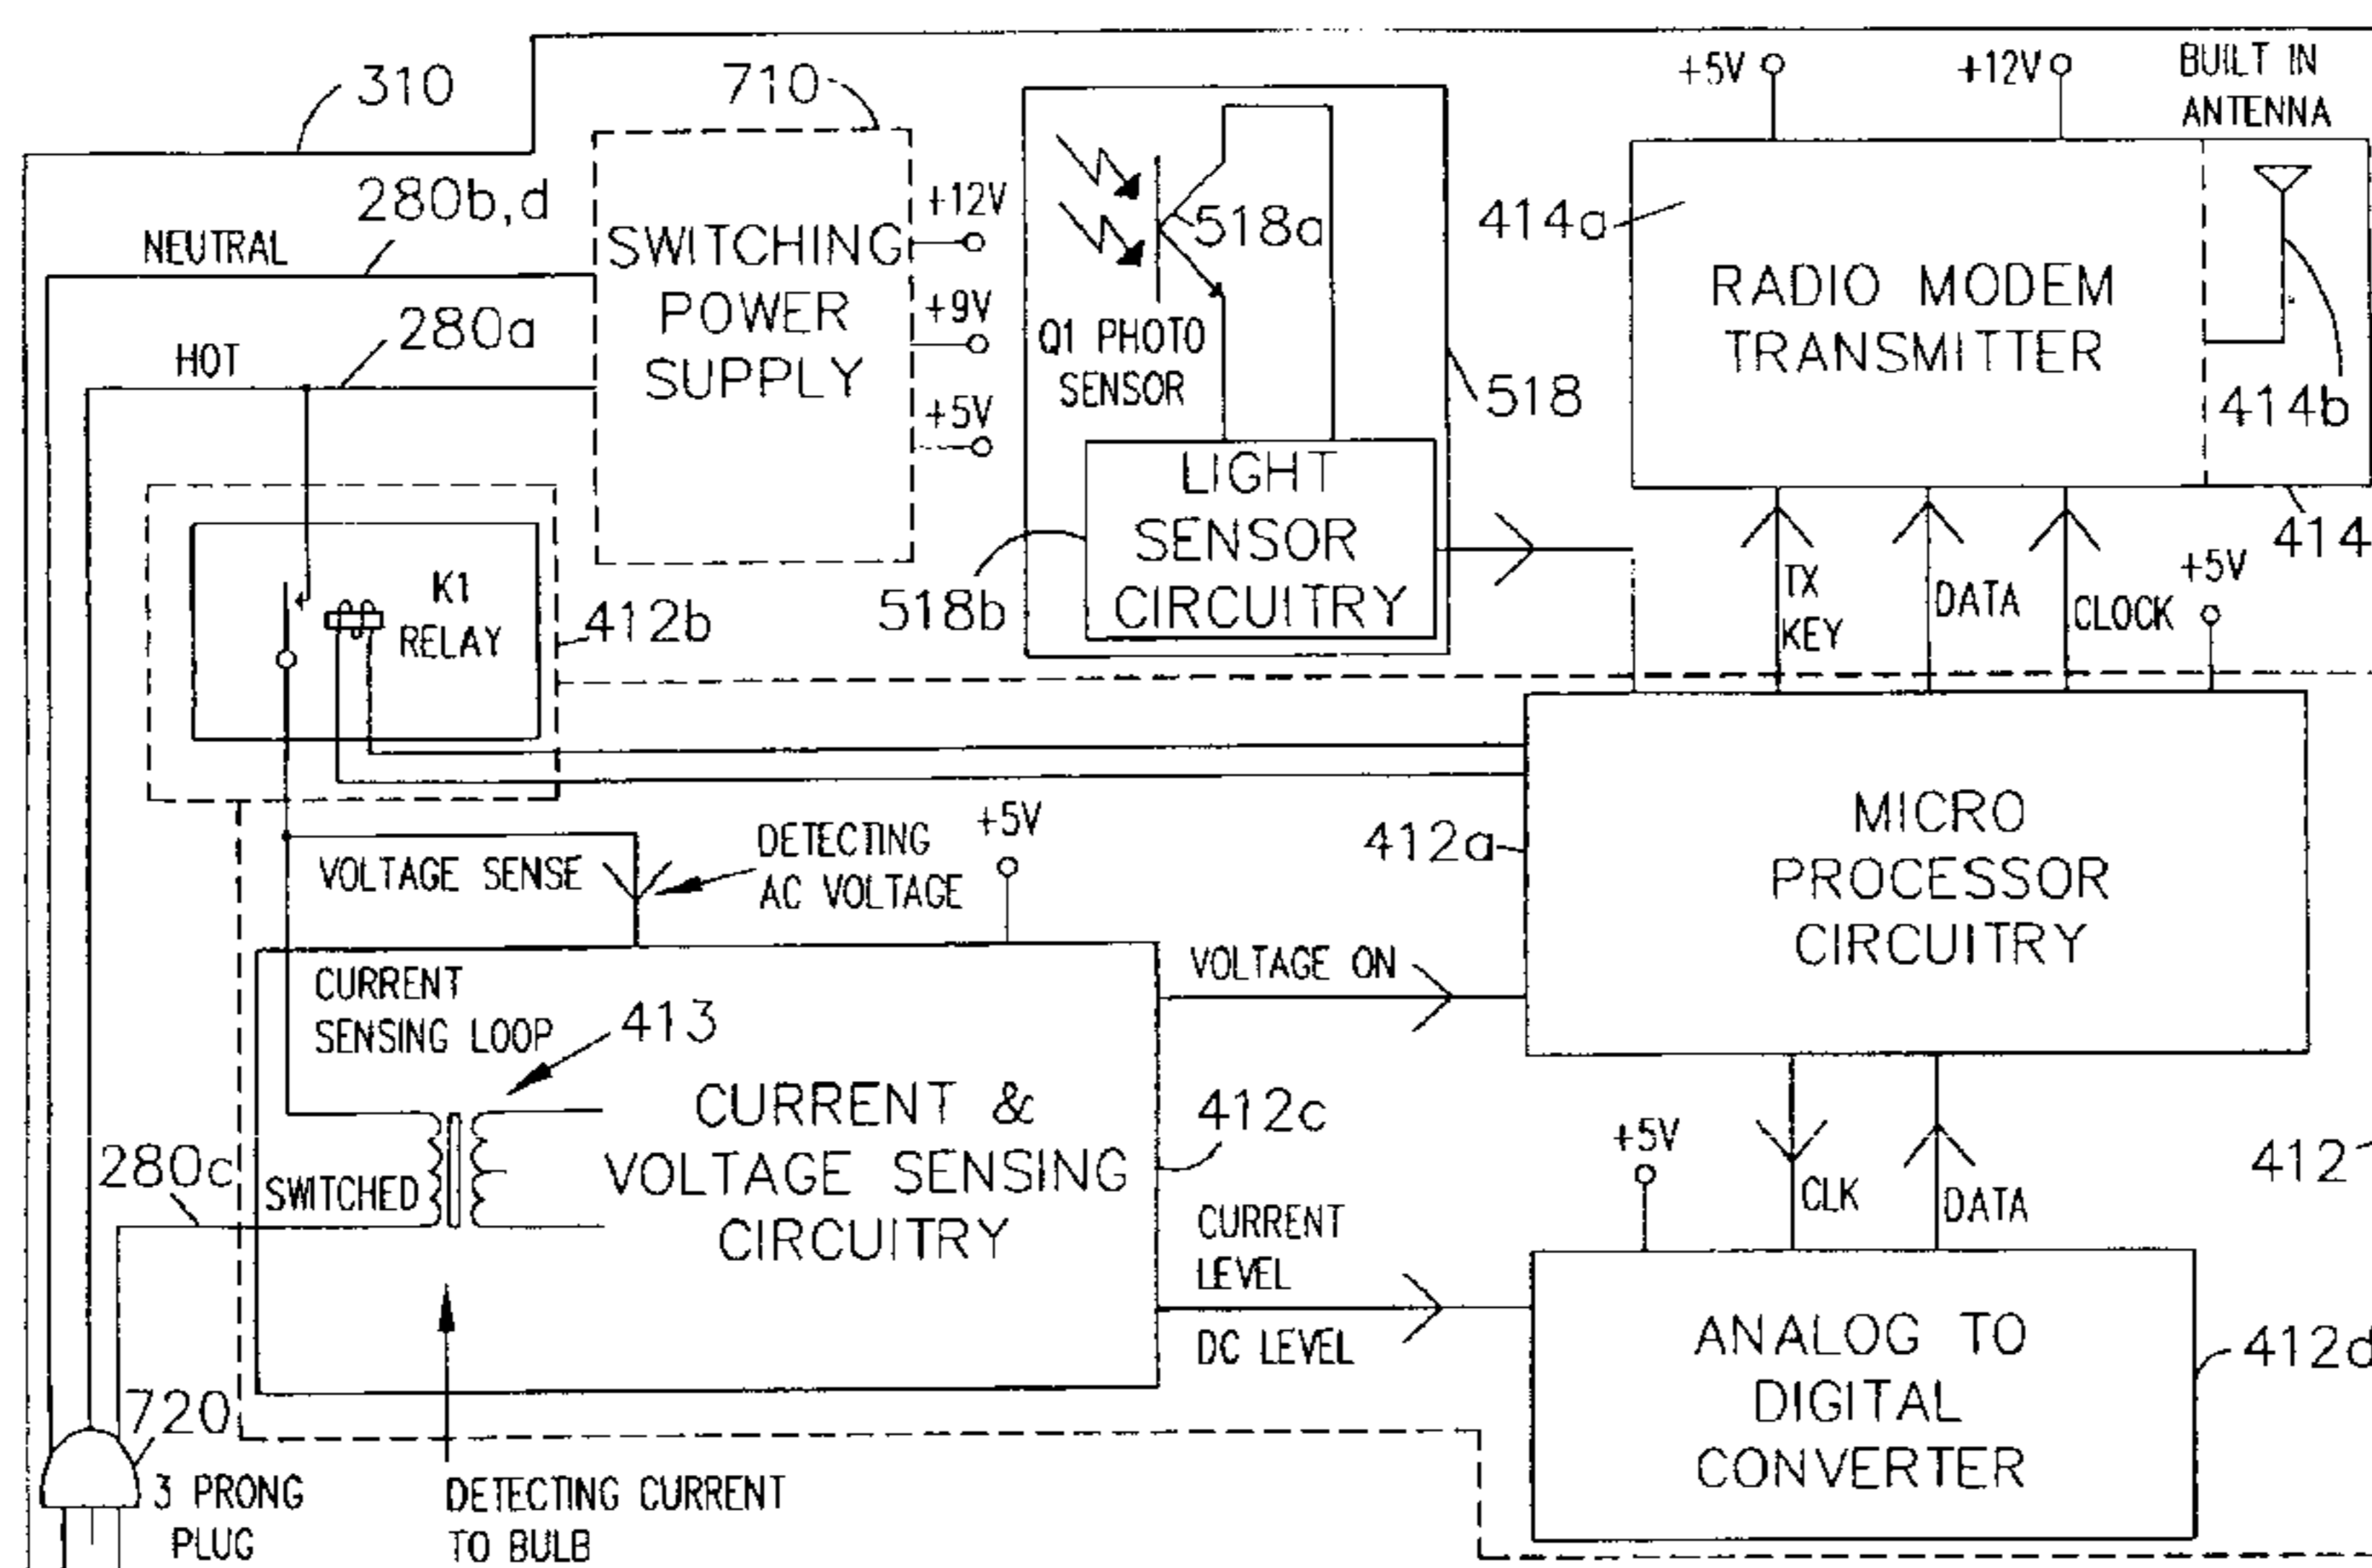 310
710
+5V
+12V
BUILT IN
ANTENNA
280b,d
NEUTRAL
SWITCHING
POWER
SUPPLY
+12V
+9V
+5V
518a
Q1 PHOTO
SENSOR
518
414a
RADIO MODEM
TRANSMITTER
414b
414
280a
HOT
LIGHT
SENSOR
CIRCUITRY
518b
TX
KEY
DATA
CLOCK
+5V
K1
RELAY
412b
VOLTAGE SENSE
DETECTING
AC VOLTAGE
+5V
412a
MICRO
PROCESSOR
CIRCUITRY
CURRENT
SENSING LOOP
413
VOLTAGE ON
CURRENT &
VOLTAGE SENSING
CIRCUITRY
412c
280c
SWITCHED
CURRENT
LEVEL
DC LEVEL
+5V
CLK
DATA
412
ANALOG TO
DIGITAL
CONVERTER
412d
720
3 PRONG
PLUG
DETECTING CURRENT
TO BULB